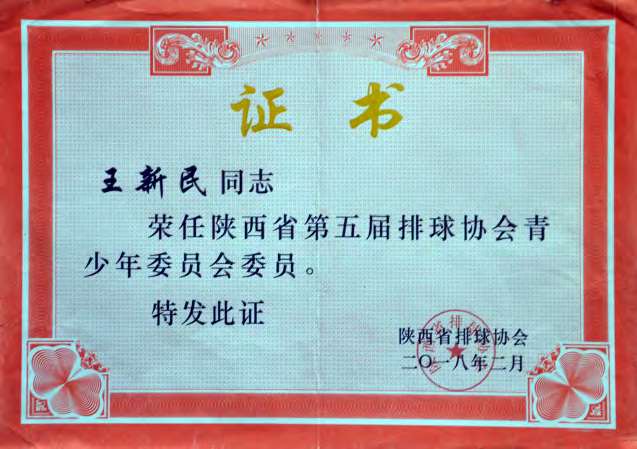 证书
王新民同志
荣任陕西省第五届排球协会青
少年委员会委员。
特发此证
陕西省排球协会
二〇一八年二月